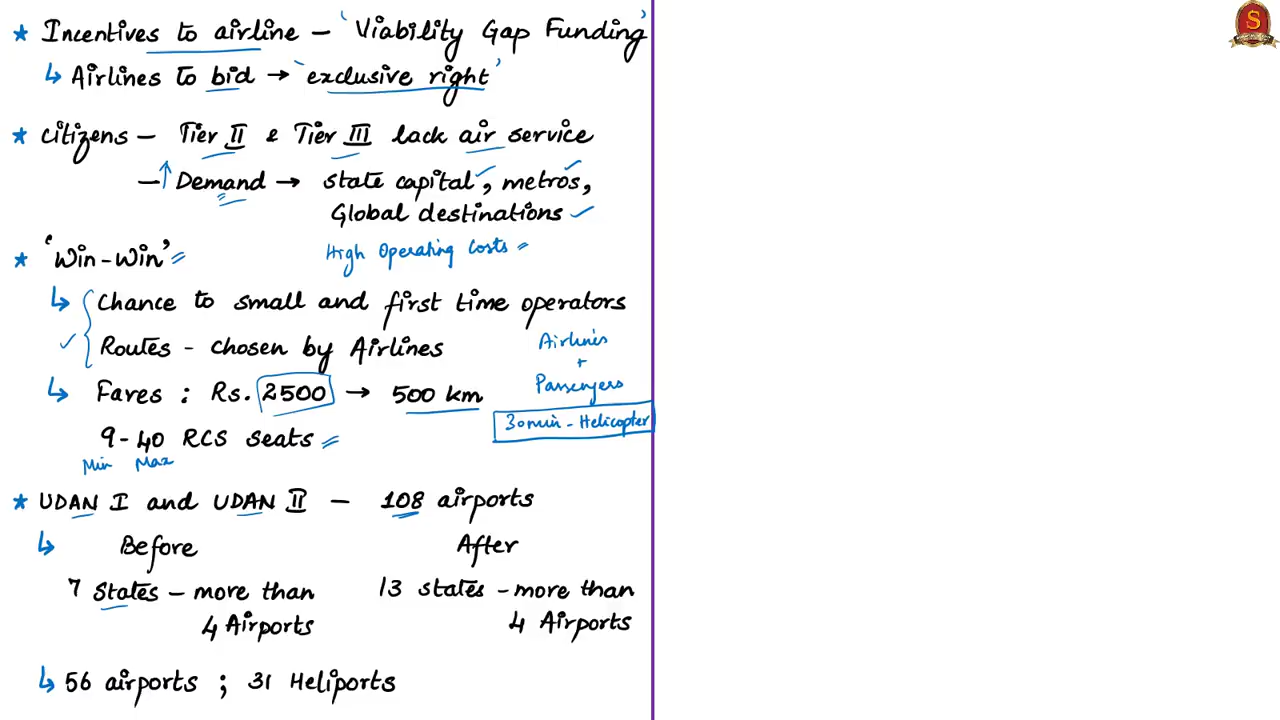 * Incentives to airline – 'Viability Gap Funding'
↳ Airlines to bid → 'exclusive right'
* Citizens – Tier II & Tier III lack air service
– ↑ Demand → state capital, metros,
Global destinations
High Operating Costs
* 'Win-Win'
↳ Chance to small and first time operators
Routes - chosen by Airlines
Airlines
+
Passengers
↳ Fares : Rs. 2500 → 500 km
30min - Helicopter
9-40 RCS seats
Min Max
* UDAN I and UDAN II – 108 airports
↳ Before After
7 States – more than 13 states – more than
4 Airports 4 Airports
↳ 56 airports ; 31 Heliports
S